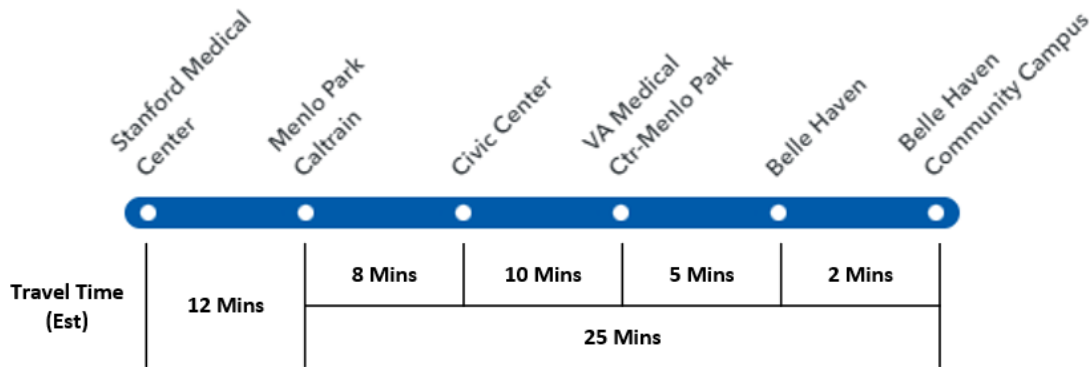 Stanford Medical
Center
Menlo Park
Caltrain
Civic Center
VA Medical
Ctr-Menlo Park
Belle Haven
Belle Haven
Community Campus
Travel Time
(Est)
12 Mins
8 Mins
10 Mins
5 Mins
2 Mins
25 Mins